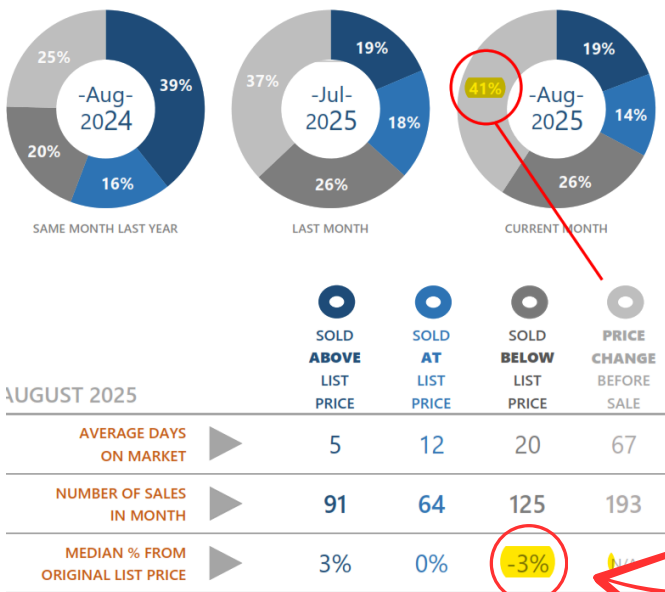 25%
39%
20%
16%
-Aug-
2024
37%
19%
18%
26%
-Jul-
2025
41%
19%
14%
26%
-Aug-
2025
SAME MONTH LAST YEAR
LAST MONTH
CURRENT MONTH
SOLD ABOVE LIST PRICE
SOLD AT LIST PRICE
SOLD BELOW LIST PRICE
PRICE CHANGE BEFORE SALE
AUGUST 2025
AVERAGE DAYS
ON MARKET
5 12 20 67
NUMBER OF SALES
IN MONTH
91 64 125 193
MEDIAN % FROM
ORIGINAL LIST PRICE
3% 0% -3% N/A